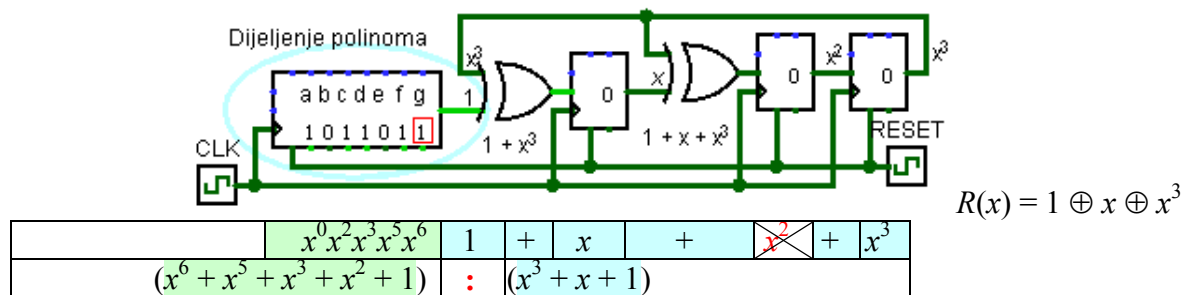 Dijeljenje polinoma
x³ x² x³
a b c d e f g 1 0 x 0 0
1 0 1 1 0 1 1
1 + x³ 1 + x + x³ RESET
CLK
R(x) = 1 ⊕ x ⊕ x³
x⁰x²x³x⁵x⁶ 1 + x + x² + x³
(x⁶ + x⁵ + x³ + x² + 1) : (x³ + x + 1)